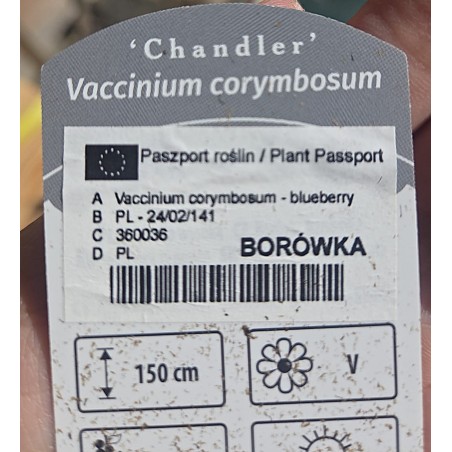 ‘Chandler’
Vaccinium corymbosum
Paszport roślin / Plant Passport
A Vaccinium corymbosum - blueberry
B PL - 24/02/141
C 360036
D PL
BORÓWKA
150 cm
V